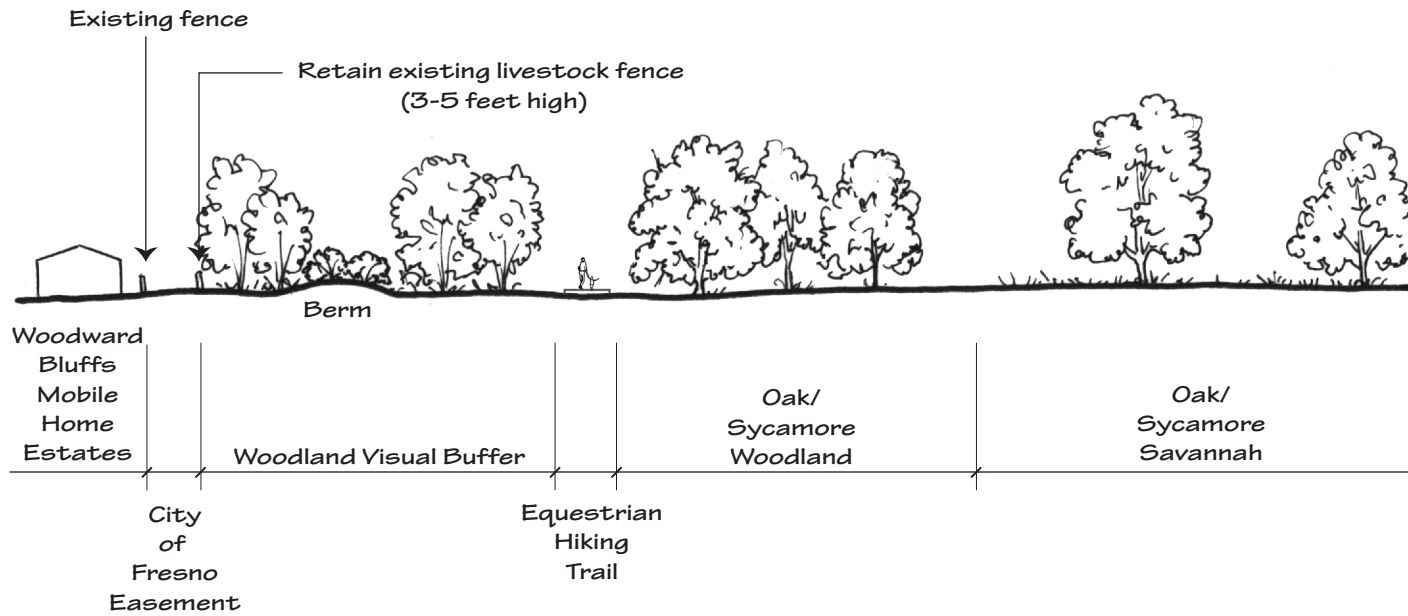 Existing fence
Retain existing livestock fence
(3-5 feet high)
Berm
Woodward
Bluffs
Mobile
Home
Estates
City
of
Fresno
Easement
Woodland Visual Buffer
Equestrian
Hiking
Trail
Oak/
Sycamore
Woodland
Oak/
Sycamore
Savannah